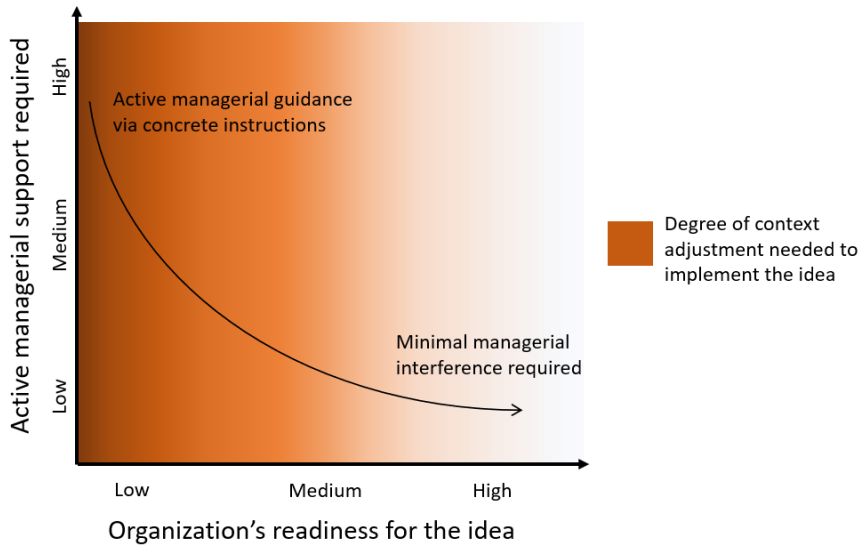 High
Medium
Low
Active managerial support required
Active managerial guidance
via concrete instructions
Minimal managerial
interference required
Degree of context
adjustment needed to
implement the idea
Low
Medium
High
Organization's readiness for the idea